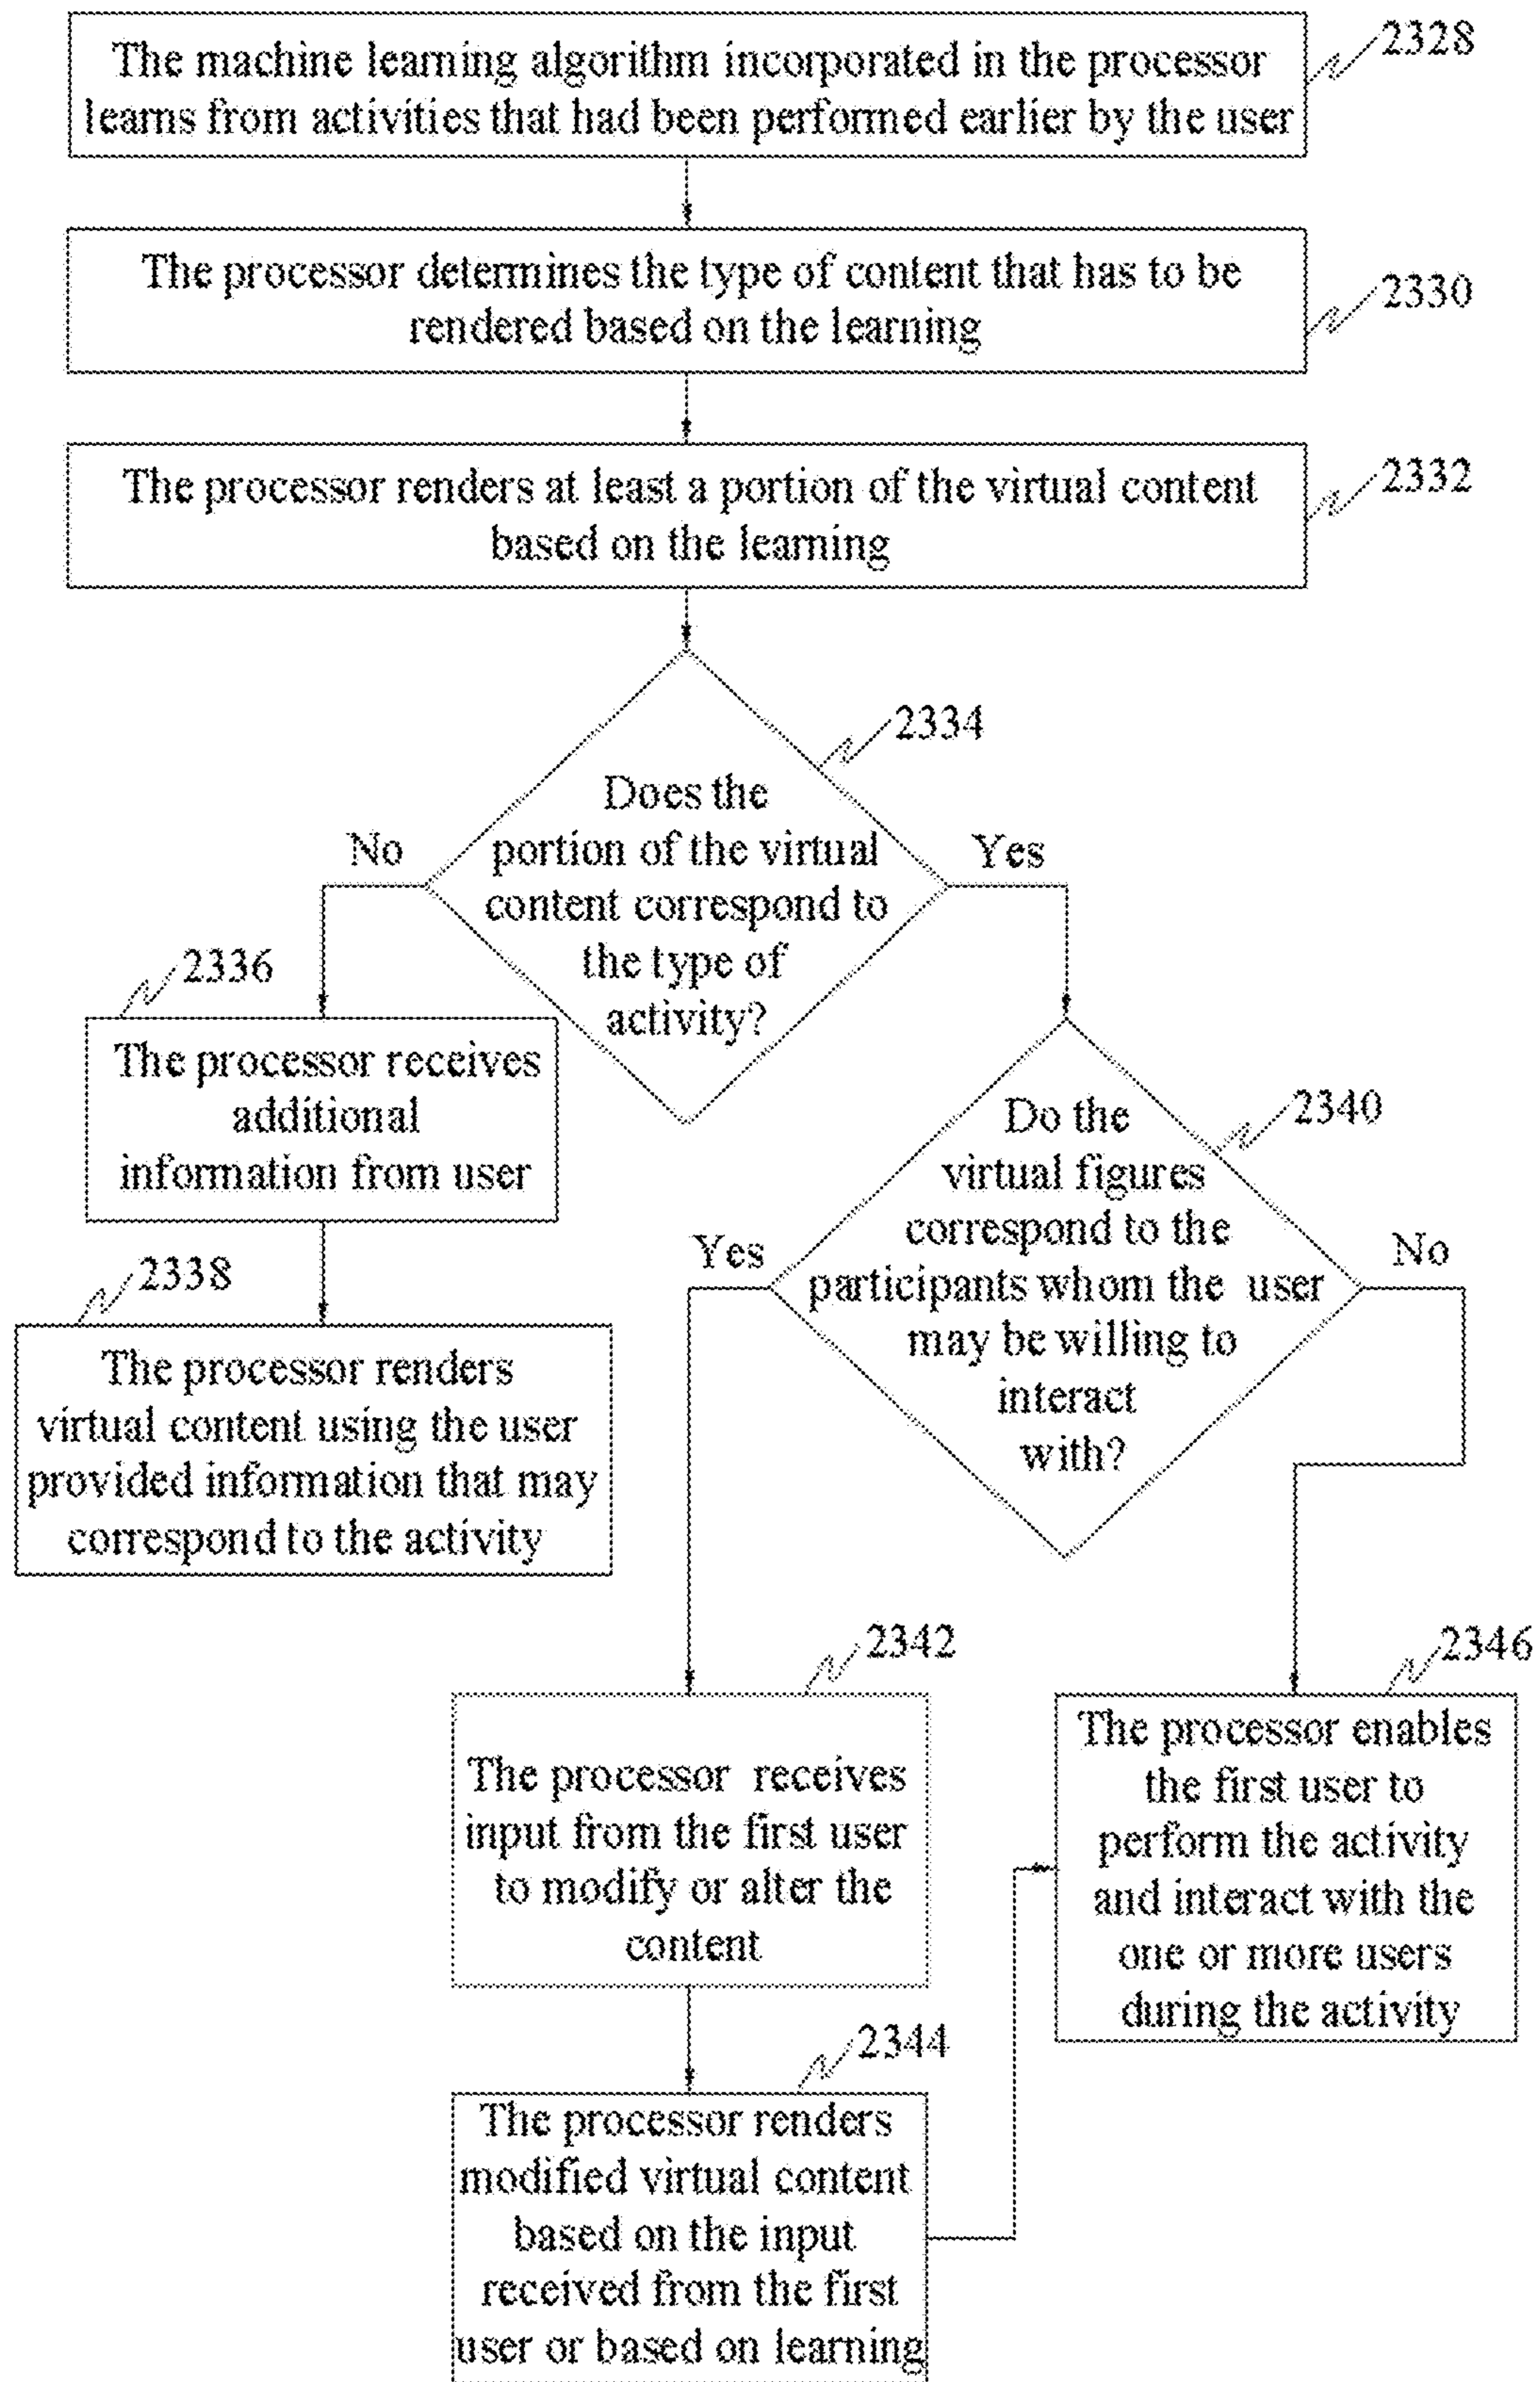 The machine learning algorithm incorporated in the processor
learns from activities that had been performed earlier by the user
2328
The processor determines the type of content that has to be
rendered based on the learning
2330
The processor renders at least a portion of the virtual content
based on the learning
2332
2334
Does the
portion of the virtual
content correspond to
the type of
activity?
No
Yes
2336
The processor receives
additional
information from user
2338
The processor renders
virtual content using the user
provided information that may
correspond to the activity
2340
Do the
virtual figures
correspond to the
participants whom the user
may be willing to
interact
with?
Yes
No
2342
The processor receives
input from the first user
to modify or alter the
content
2344
The processor renders
modified virtual content
based on the input
received from the first
user or based on learning
2346
The processor enables
the first user to
perform the activity
and interact with the
one or more users
during the activity